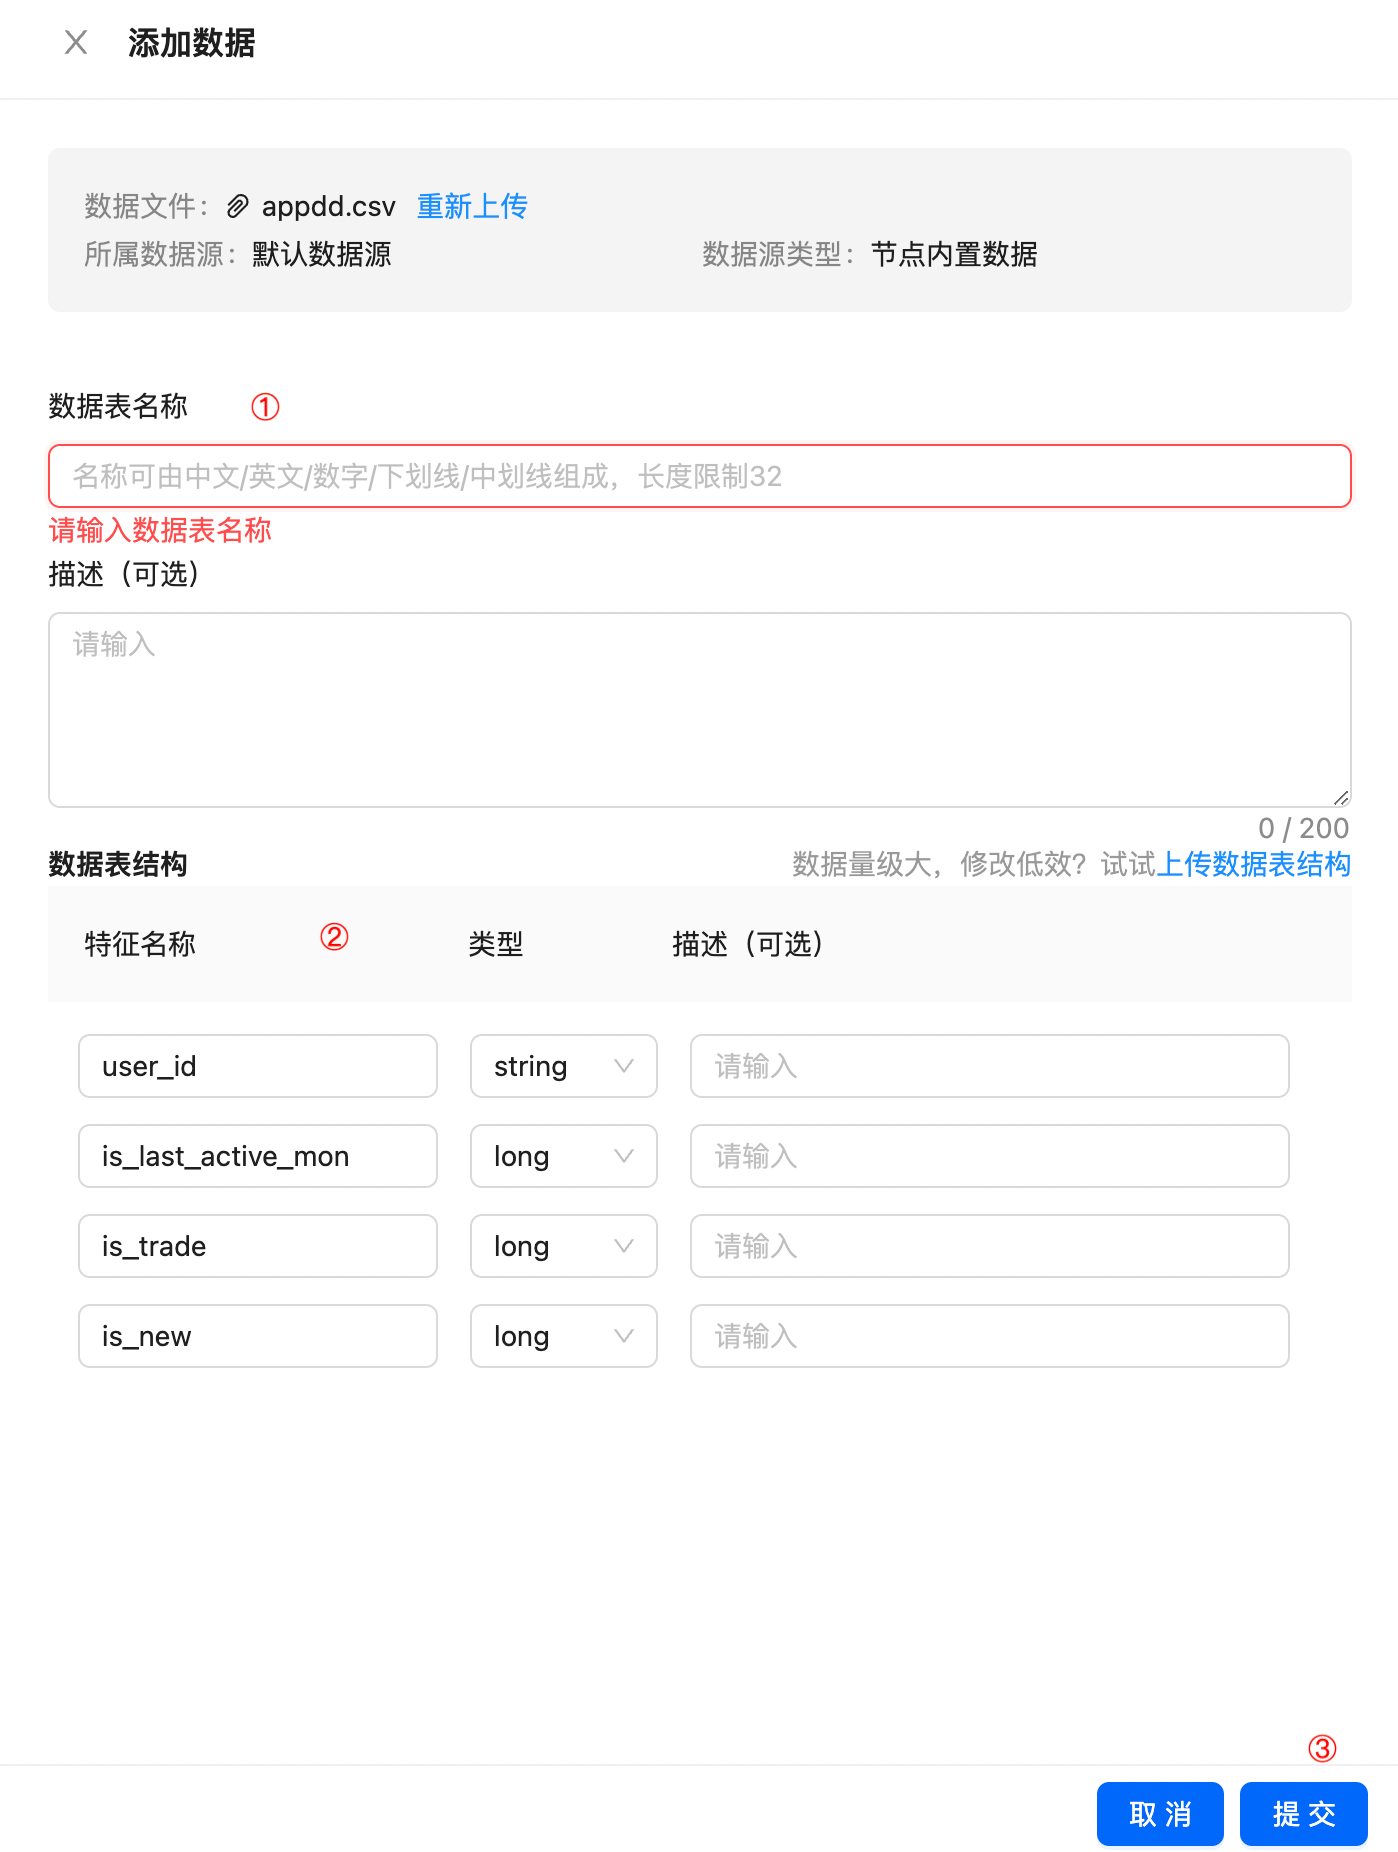 添加数据
数据文件： appdd.csv 重新上传
所属数据源： 默认数据源 数据源类型： 节点内置数据
数据表名称 ①
名称可由中文/英文/数字/下划线/中划线组成，长度限制32
请输入数据表名称
描述（可选）
请输入
0 / 200
数据表结构 数据量级大，修改低效？试试上传数据表结构
特征名称 ② 类型 描述（可选）
user_id string 请输入
is_last_active_mon long 请输入
is_trade long 请输入
is_new long 请输入
③
取 消 提 交